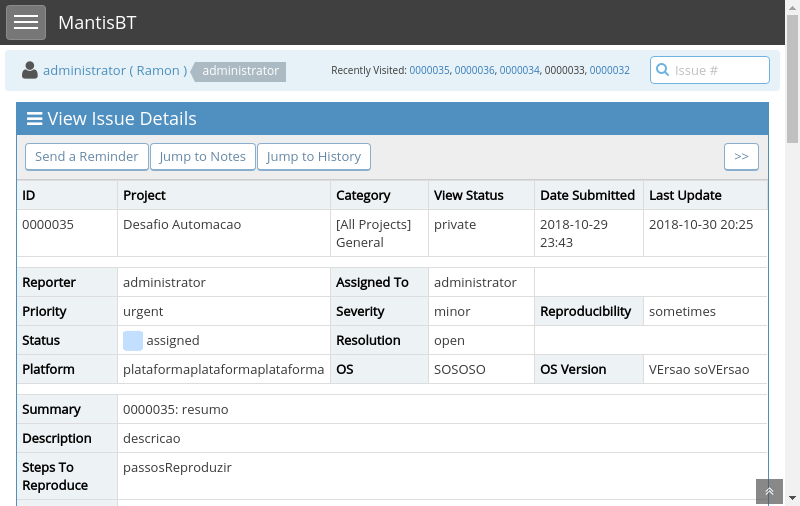 MantisBT
administrator ( Ramon ) administrator Recently Visited: 0000035, 0000036, 0000034, 0000033, 0000032 Issue #
View Issue Details
Send a Reminder Jump to Notes Jump to History >>
ID Project Category View Status Date Submitted Last Update
0000035 Desafio Automacao [All Projects] General private 2018-10-29 23:43 2018-10-30 20:25
Reporter administrator Assigned To administrator
Priority urgent Severity minor Reproducibility sometimes
Status assigned Resolution open
Platform plataformaplataformaplataforma OS SOSOSO OS Version VErsao soVErsao
Summary 0000035: resumo
Description descricao
Steps To Reproduce passosReproduzir